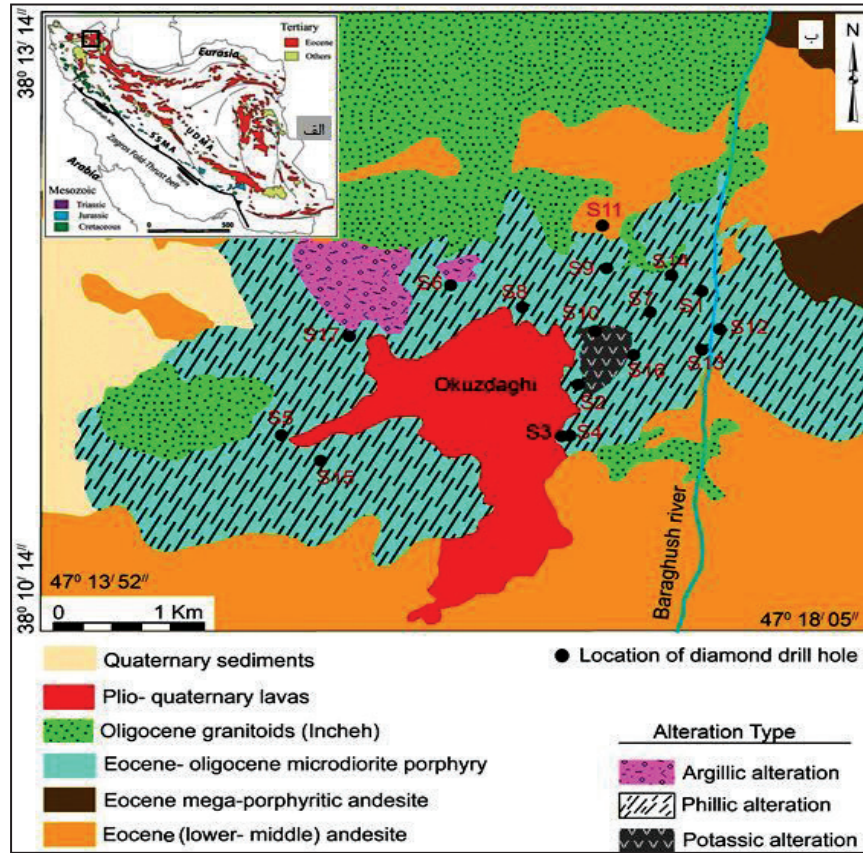 38⁰ 13′ 14″
Tertiary
Eocene
Others
Eurasia
الف
UDMA
SSMA
Zagros Fold-Thrust belt
Arabia
Mesozoic
Triassic
Jurassic
Cretaceous
500
ب
N
S11
S9
S14
S6
S8
S10
S7
S1
S12
S17
S16
S13
Okuzdaghi
S2
S5
S3
S4
S15
Baraghush river
38⁰ 10′ 14″
47⁰ 13′ 52″
47⁰ 18′ 05″
0 1 Km
Quaternary sediments
Plio- quaternary lavas
Oligocene granitoids (Incheh)
Eocene- oligocene microdiorite porphyry
Eocene mega-porphyritic andesite
Eocene (lower- middle) andesite
Location of diamond drill hole
Alteration Type
Argillic alteration
Phillic alteration
Potassic alteration